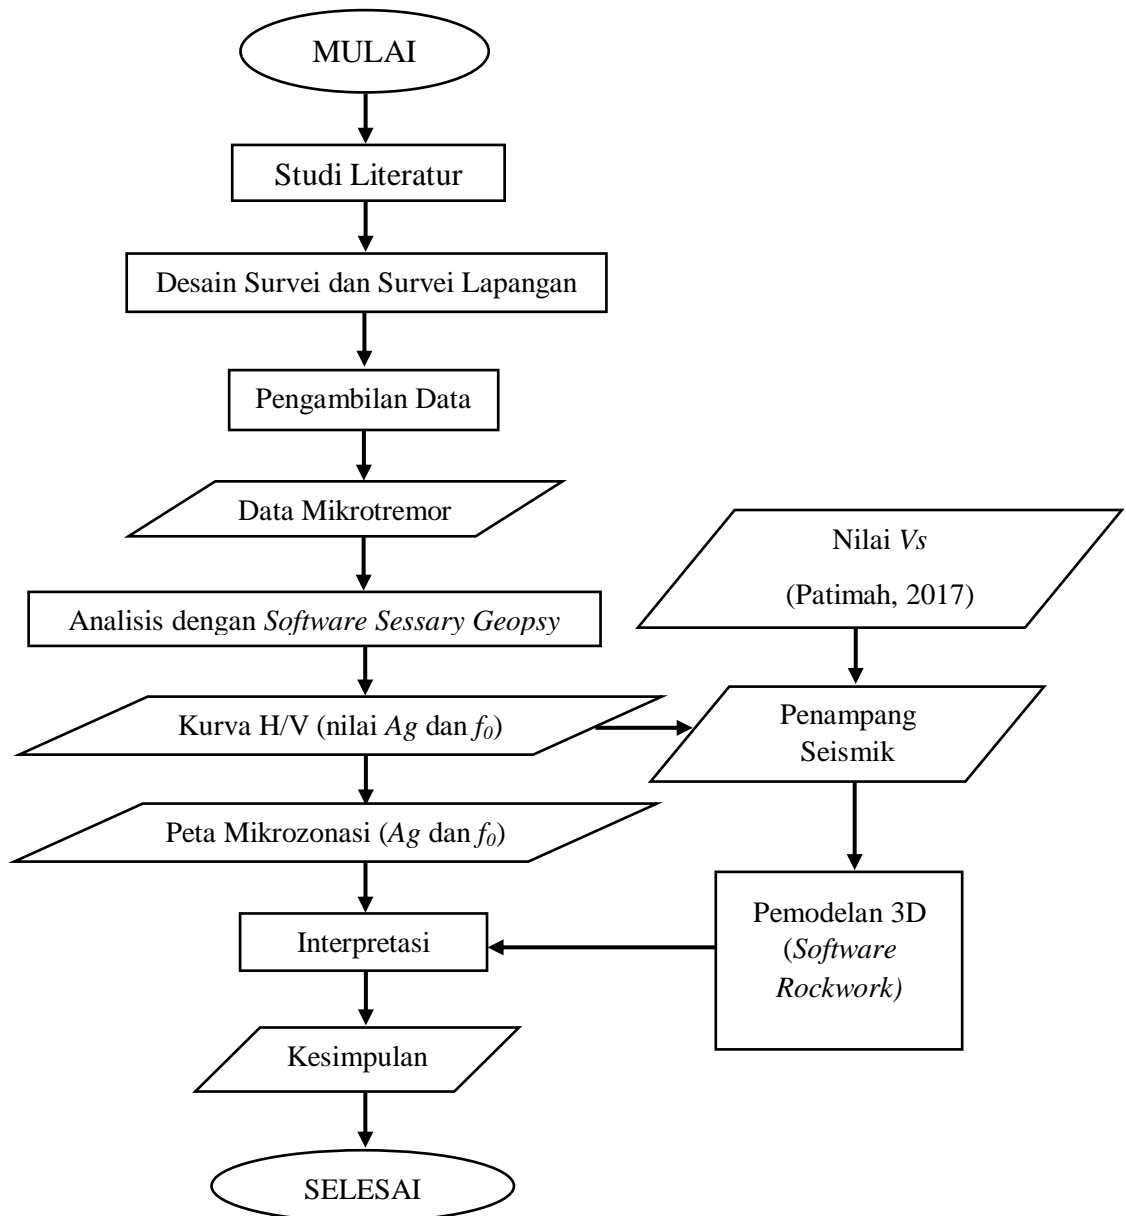 MULAI
Studi Literatur
Desain Survei dan Survei Lapangan
Pengambilan Data
Data Mikrotremor
Analisis dengan Software Sessary Geopsy
Kurva H/V (nilai Ag dan f0)
Peta Mikrozonasi (Ag dan f0)
Interpretasi
Kesimpulan
SELESAI
Nilai Vs
(Patimah, 2017)
Penampang
Seismik
Pemodelan 3D
(Software
Rockwork)